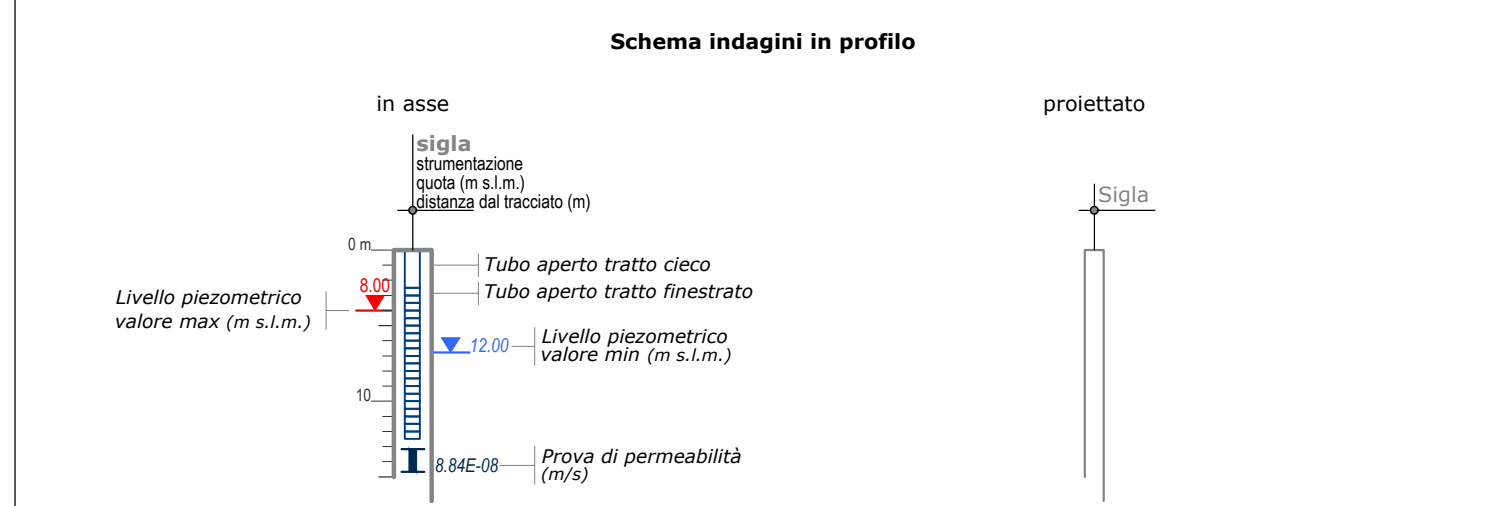 Schema indagini in profilo
in asse
proiettato
sigla
strumentazione
quota (m s.l.m.)
distanza dal tracciato (m)
Sigla
0 m
Tubo aperto tratto cieco
8.00
Tubo aperto tratto finestrato
Livello piezometrico
valore max (m s.l.m.)
12.00
Livello piezometrico
valore min (m s.l.m.)
10
8.84E-08
Prova di permeabilità
(m/s)